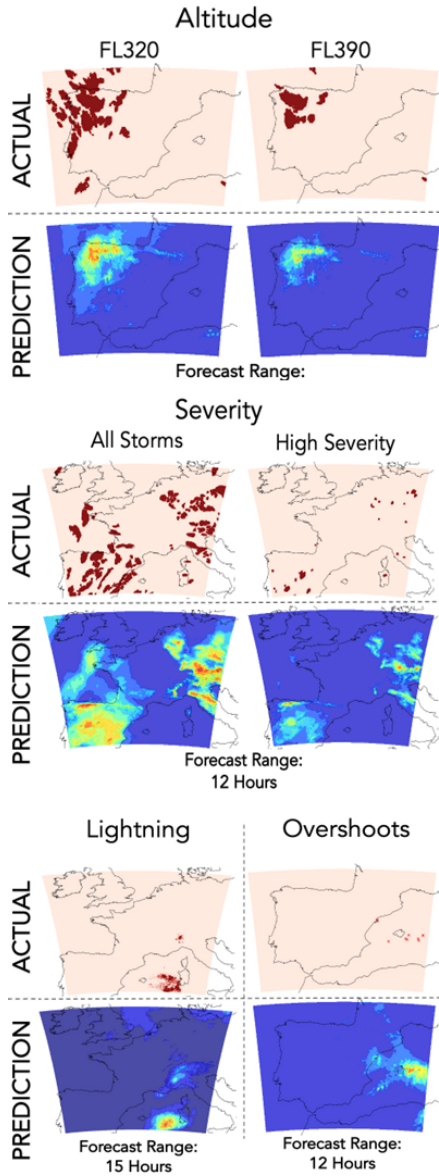 Altitude
FL320 FL390
ACTUAL
PREDICTION
Forecast Range:
Severity
All Storms High Severity
ACTUAL
PREDICTION
Forecast Range:
12 Hours
Lightning Overshoots
ACTUAL
PREDICTION
Forecast Range: Forecast Range:
15 Hours 12 Hours